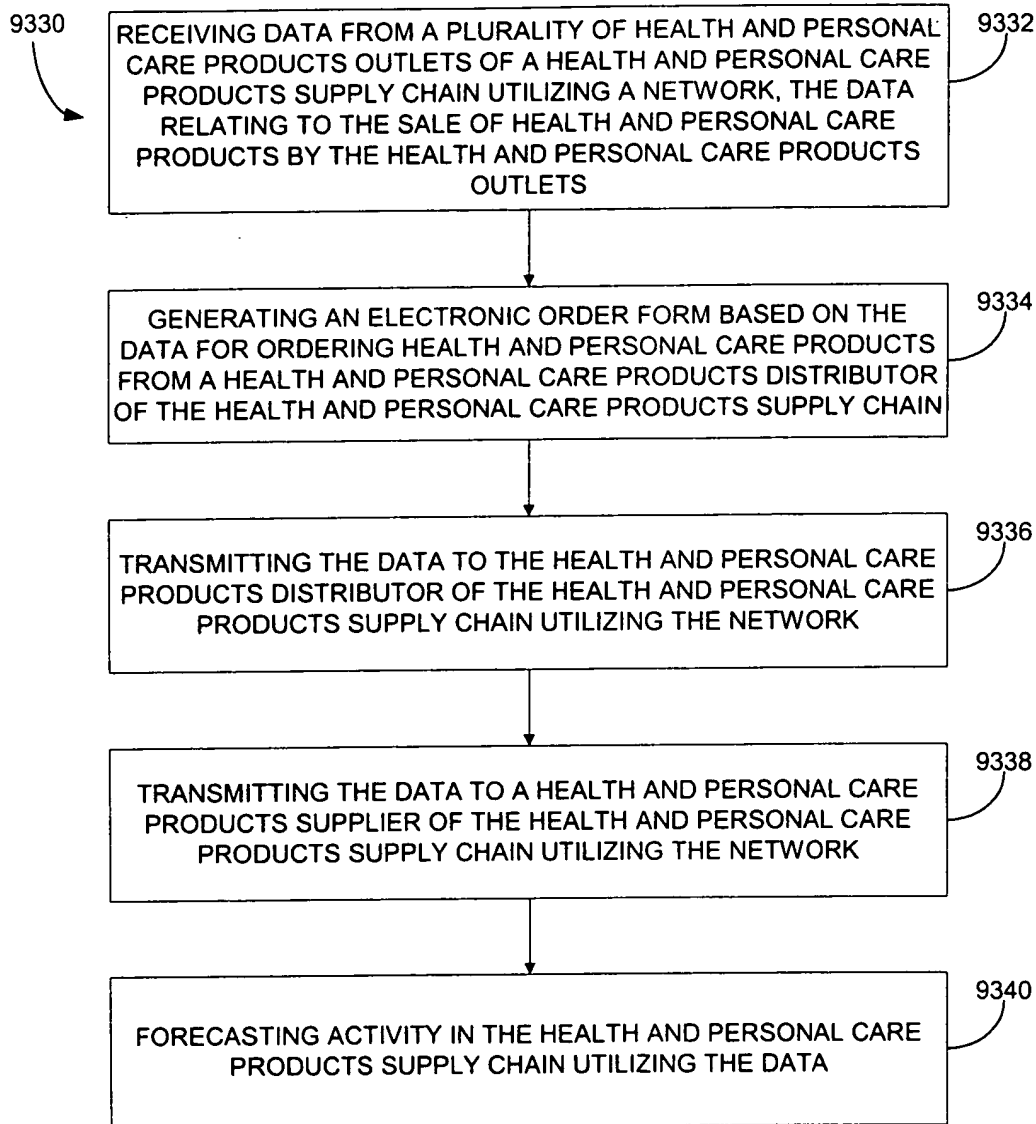 9330
RECEIVING DATA FROM A PLURALITY OF HEALTH AND PERSONAL
CARE PRODUCTS OUTLETS OF A HEALTH AND PERSONAL CARE
PRODUCTS SUPPLY CHAIN UTILIZING A NETWORK, THE DATA
RELATING TO THE SALE OF HEALTH AND PERSONAL CARE
PRODUCTS BY THE HEALTH AND PERSONAL CARE PRODUCTS
OUTLETS
9332
GENERATING AN ELECTRONIC ORDER FORM BASED ON THE
DATA FOR ORDERING HEALTH AND PERSONAL CARE PRODUCTS
FROM A HEALTH AND PERSONAL CARE PRODUCTS DISTRIBUTOR
OF THE HEALTH AND PERSONAL CARE PRODUCTS SUPPLY CHAIN
9334
TRANSMITTING THE DATA TO THE HEALTH AND PERSONAL CARE
PRODUCTS DISTRIBUTOR OF THE HEALTH AND PERSONAL CARE
PRODUCTS SUPPLY CHAIN UTILIZING THE NETWORK
9336
TRANSMITTING THE DATA TO A HEALTH AND PERSONAL CARE
PRODUCTS SUPPLIER OF THE HEALTH AND PERSONAL CARE
PRODUCTS SUPPLY CHAIN UTILIZING THE NETWORK
9338
FORECASTING ACTIVITY IN THE HEALTH AND PERSONAL CARE
PRODUCTS SUPPLY CHAIN UTILIZING THE DATA
9340